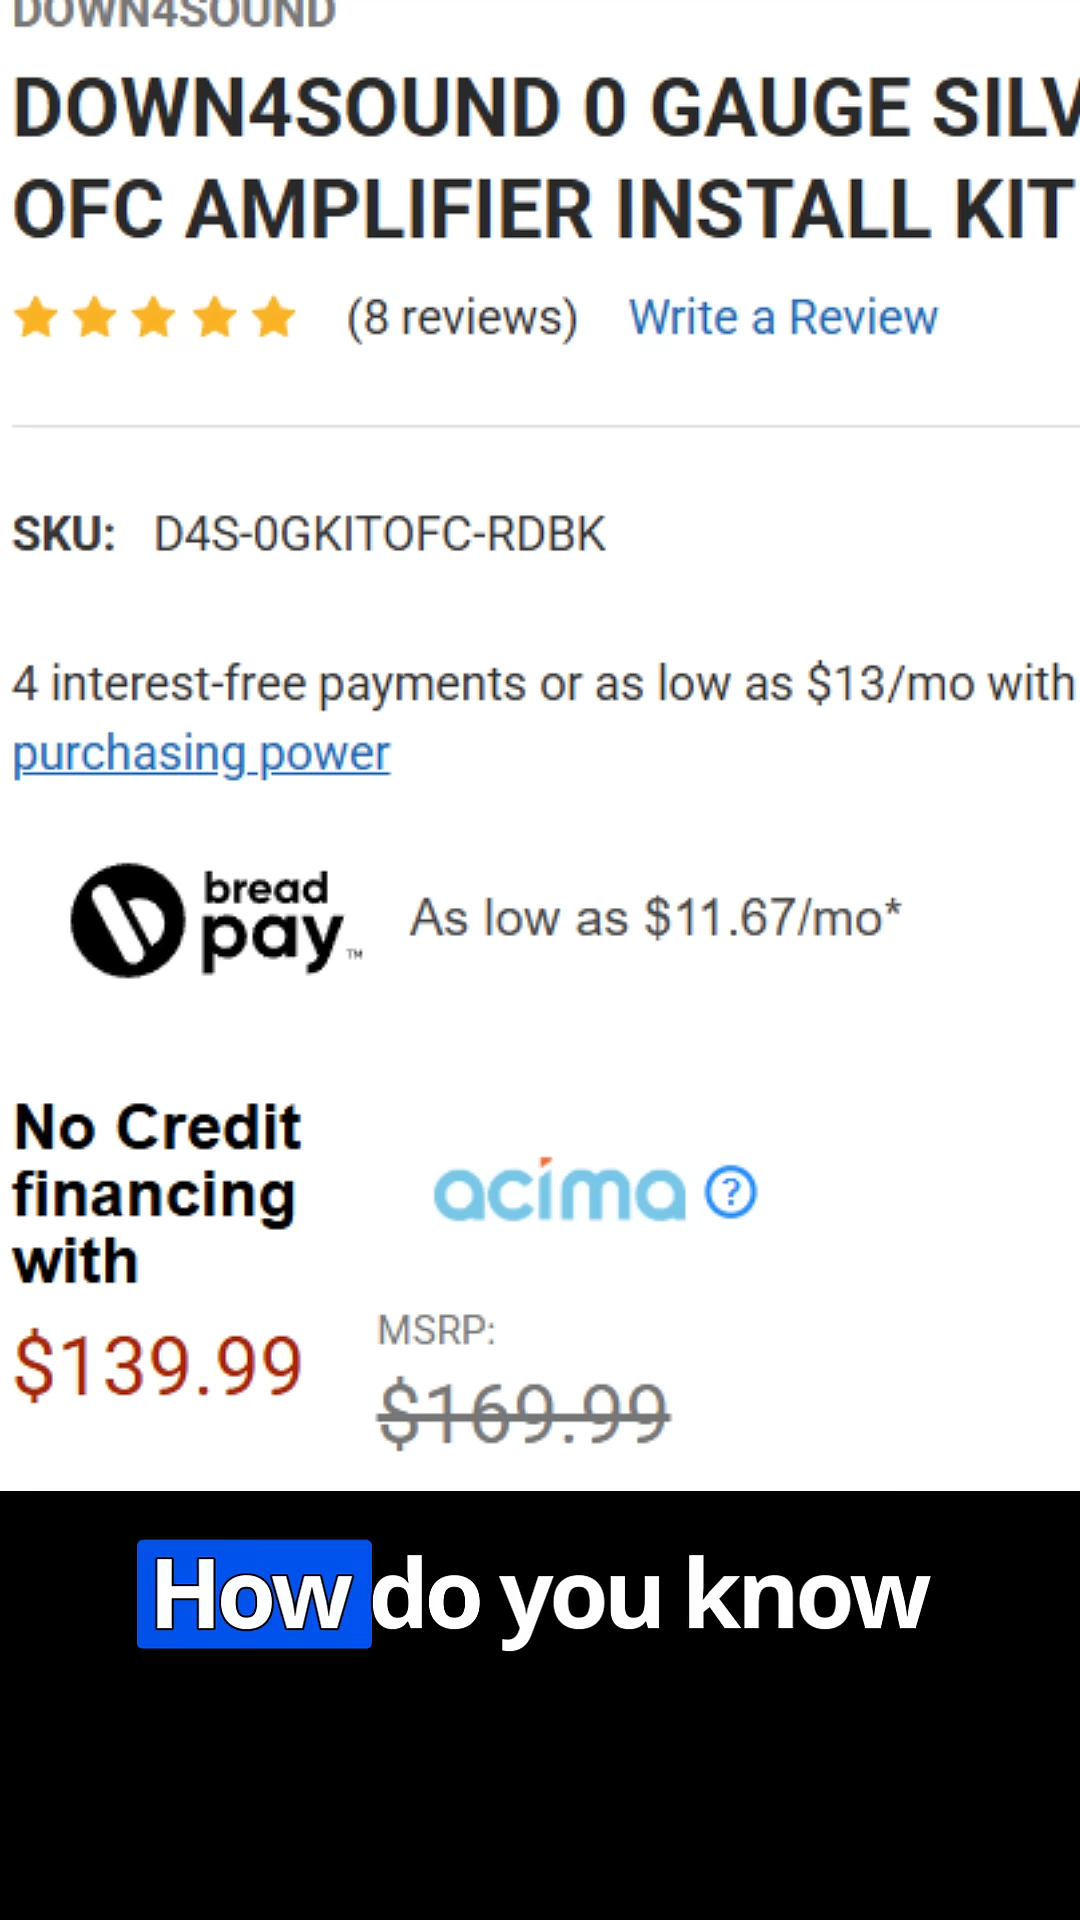 DOWN4SOUND
DOWN4SOUND 0 GAUGE SILV
OFC AMPLIFIER INSTALL KIT
(8 reviews) Write a Review
SKU: D4S-0GKITOFC-RDBK
4 interest-free payments or as low as $13/mo with
purchasing power
bread
pay™ As low as $11.67/mo*
No Credit
financing
with
acima ?
MSRP:
$139.99
$169.99
How do you know